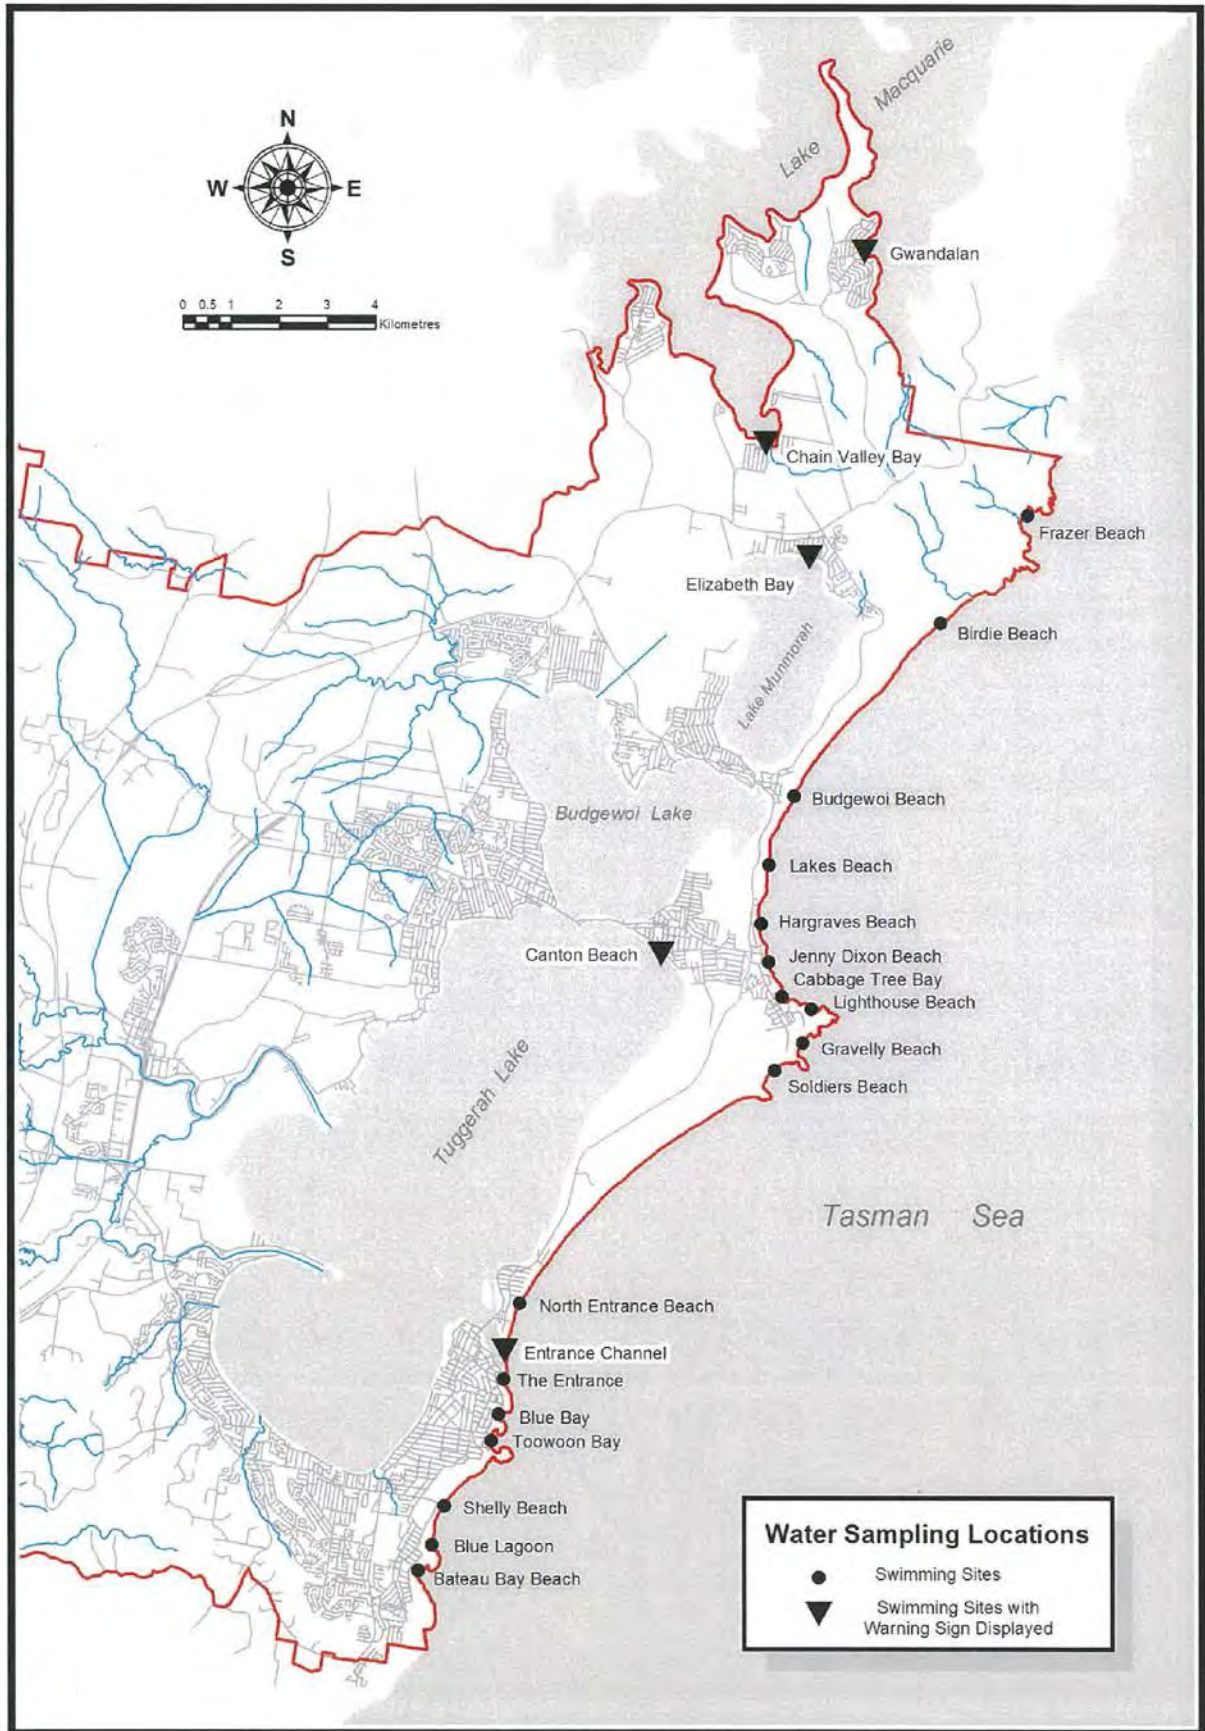 N
W
E
S
0 0.5 1 2 3 4
Kilometres
Lake Macquarie
Gwandalan
Chain Valley Bay
Frazer Beach
Elizabeth Bay
Birdie Beach
Lake Munmorah
Budgewoi Beach
Budgewoi Lake
Lakes Beach
Hargraves Beach
Canton Beach
Jenny Dixon Beach
Cabbage Tree Bay
Lighthouse Beach
Gravelly Beach
Soldiers Beach
Tuggerah Lake
Tasman Sea
North Entrance Beach
Entrance Channel
The Entrance
Blue Bay
Toowoon Bay
Shelly Beach
Blue Lagoon
Bateau Bay Beach
Water Sampling Locations
Swimming Sites
Swimming Sites with
Warning Sign Displayed